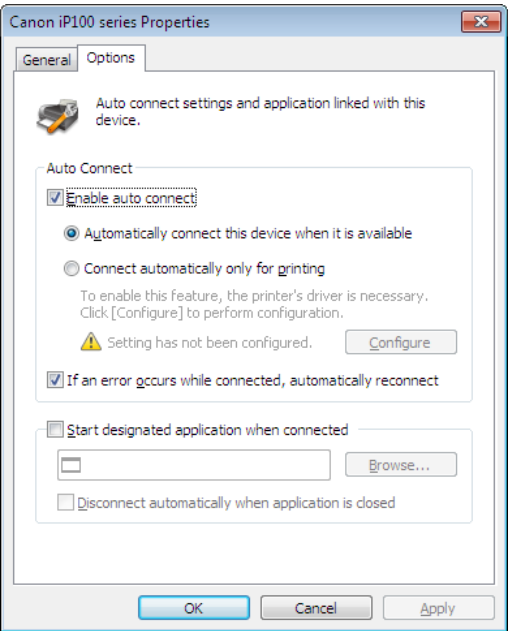 Canon iP100 series Properties
General
Options
Auto connect settings and application linked with this
device.
Auto Connect
Enable auto connect
Automatically connect this device when it is available
Connect automatically only for printing
To enable this feature, the printer's driver is necessary.
Click [Configure] to perform configuration.
Setting has not been configured.
Configure
If an error occurs while connected, automatically reconnect
Start designated application when connected
Browse...
Disconnect automatically when application is closed
OK
Cancel
Apply